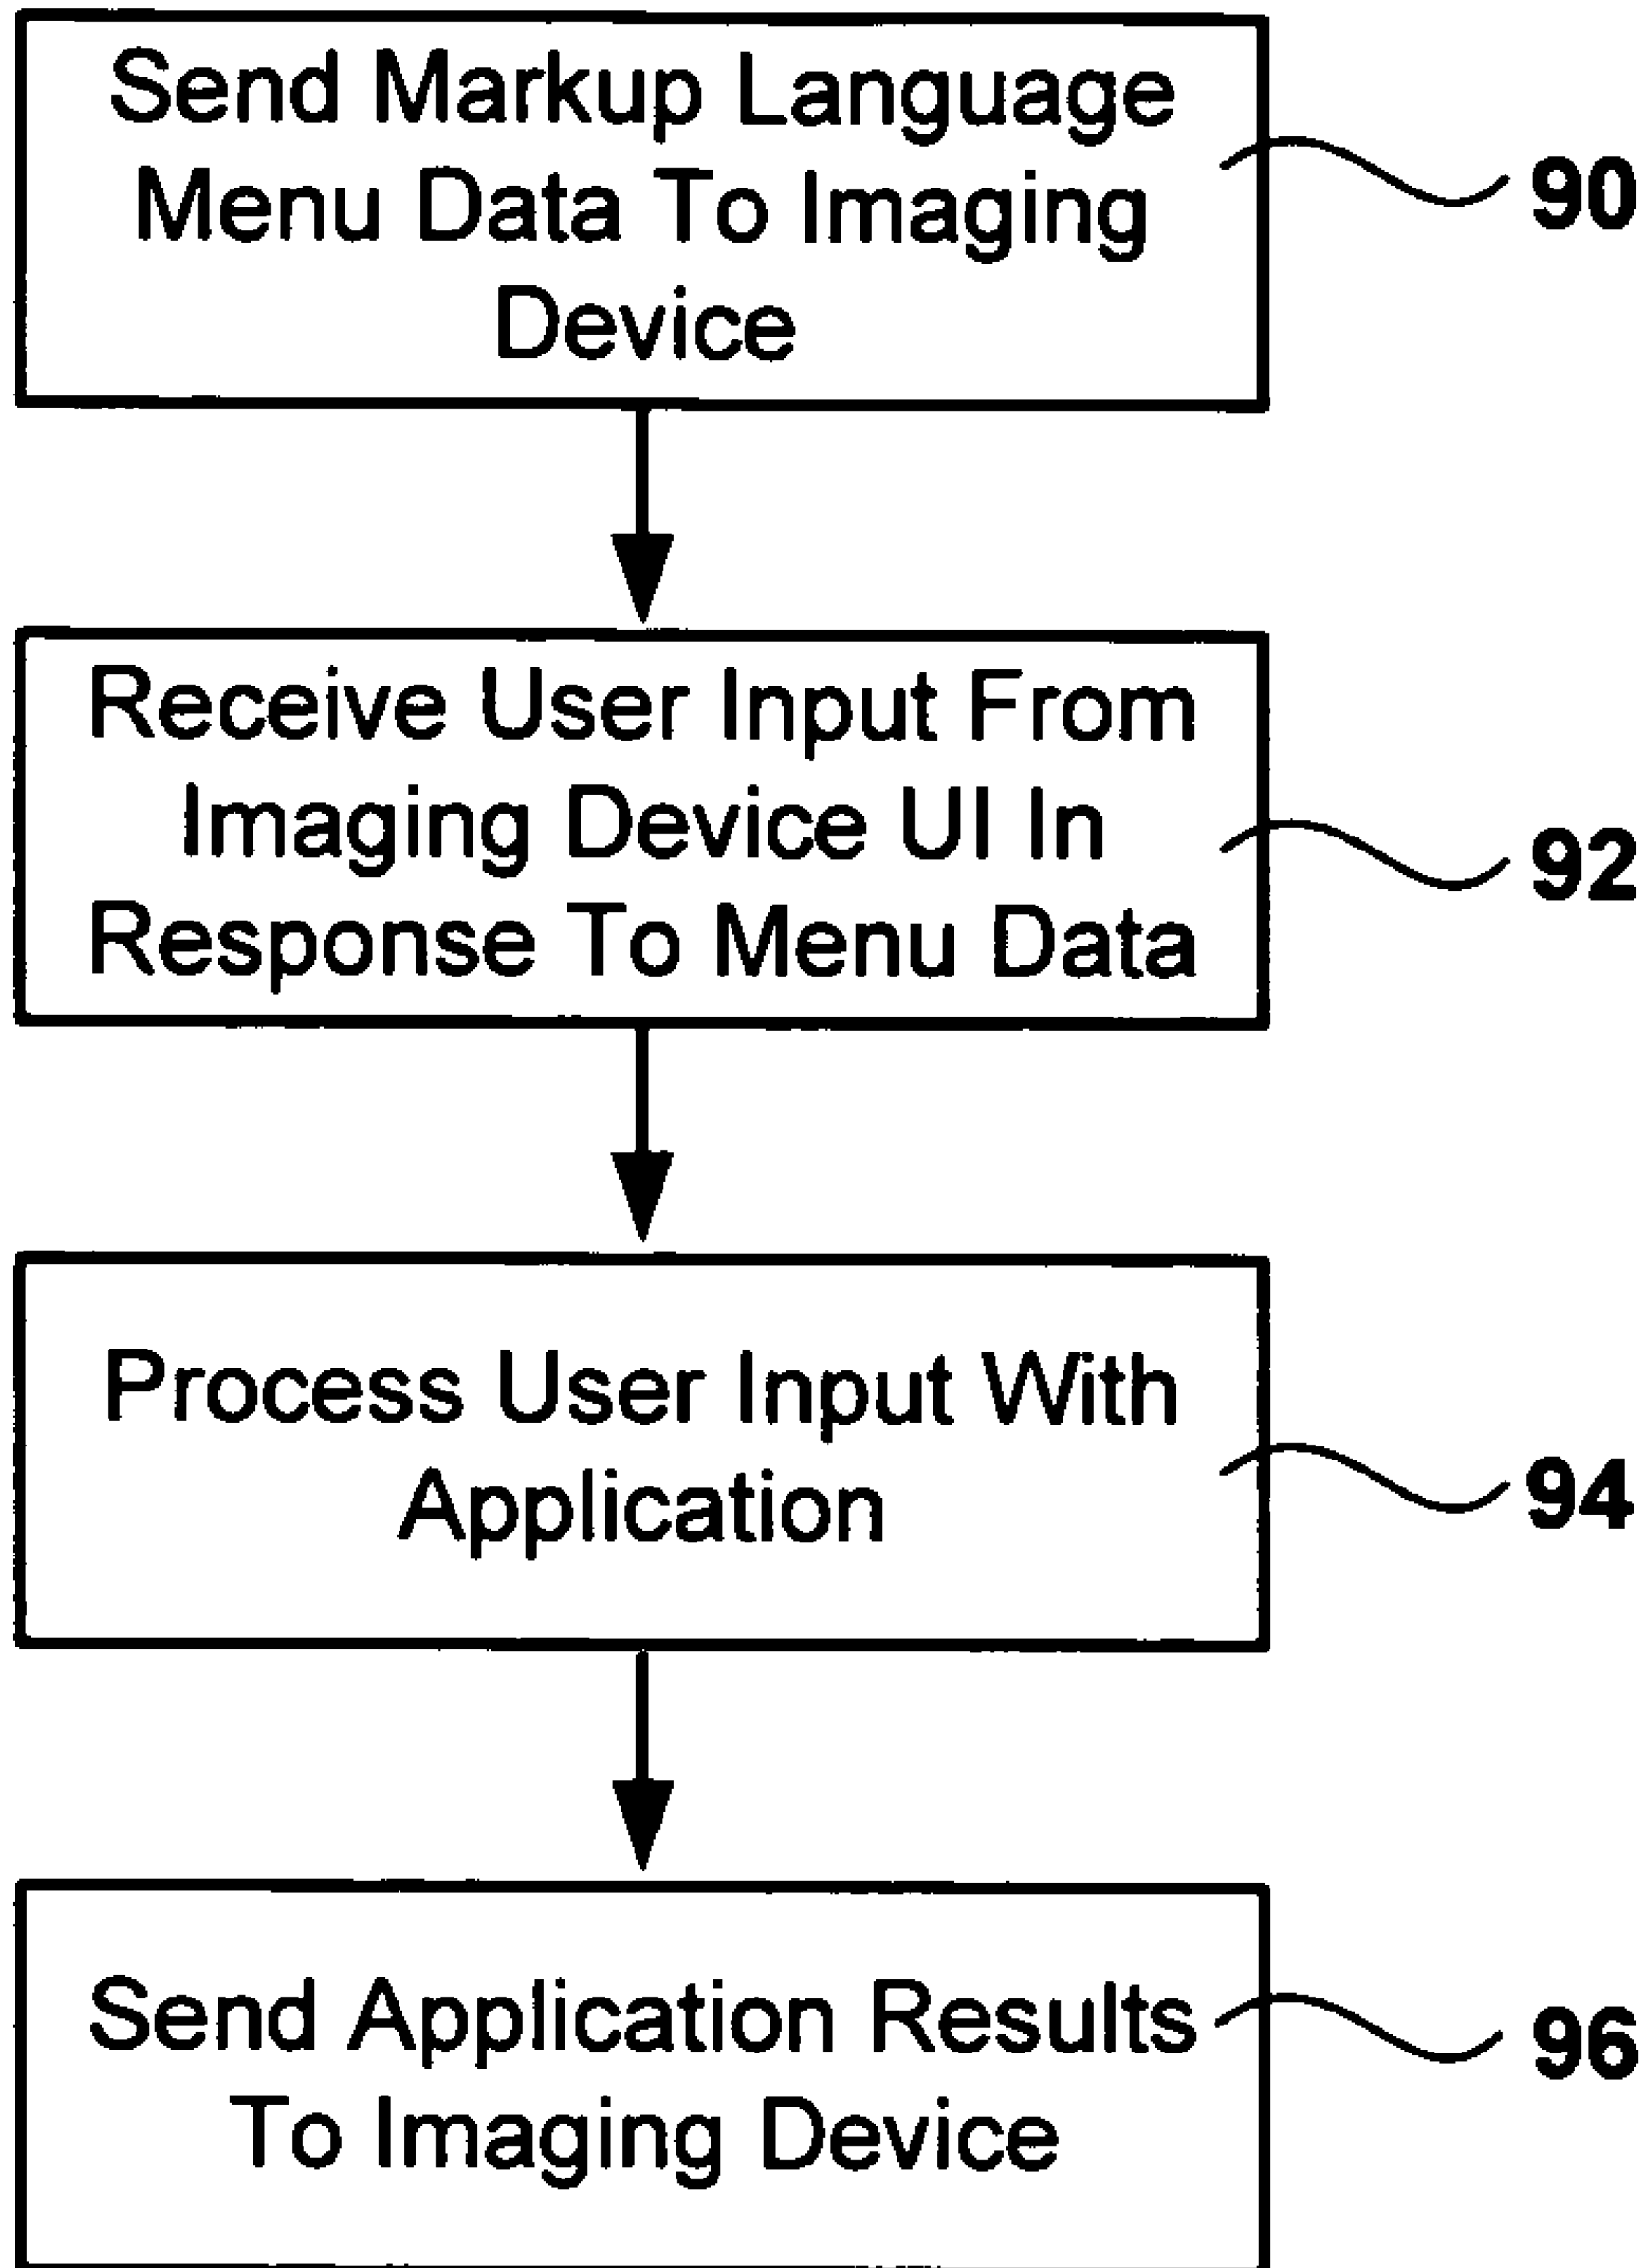 Send Markup Language
Menu Data To Imaging
Device
90
Receive User Input From
Imaging Device UI In
Response To Menu Data
92
Process User Input With
Application
94
Send Application Results
To Imaging Device
96